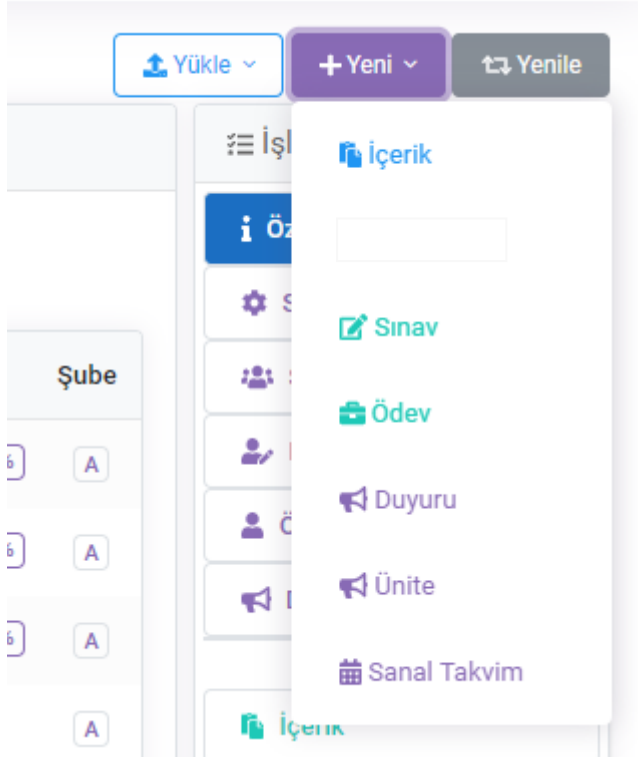 Yükle
Yeni
Yenile
İçerik
Sınav
Ödev
Duyuru
Ünite
Sanal Takvim
Şube
A
A
A
A
İçerik